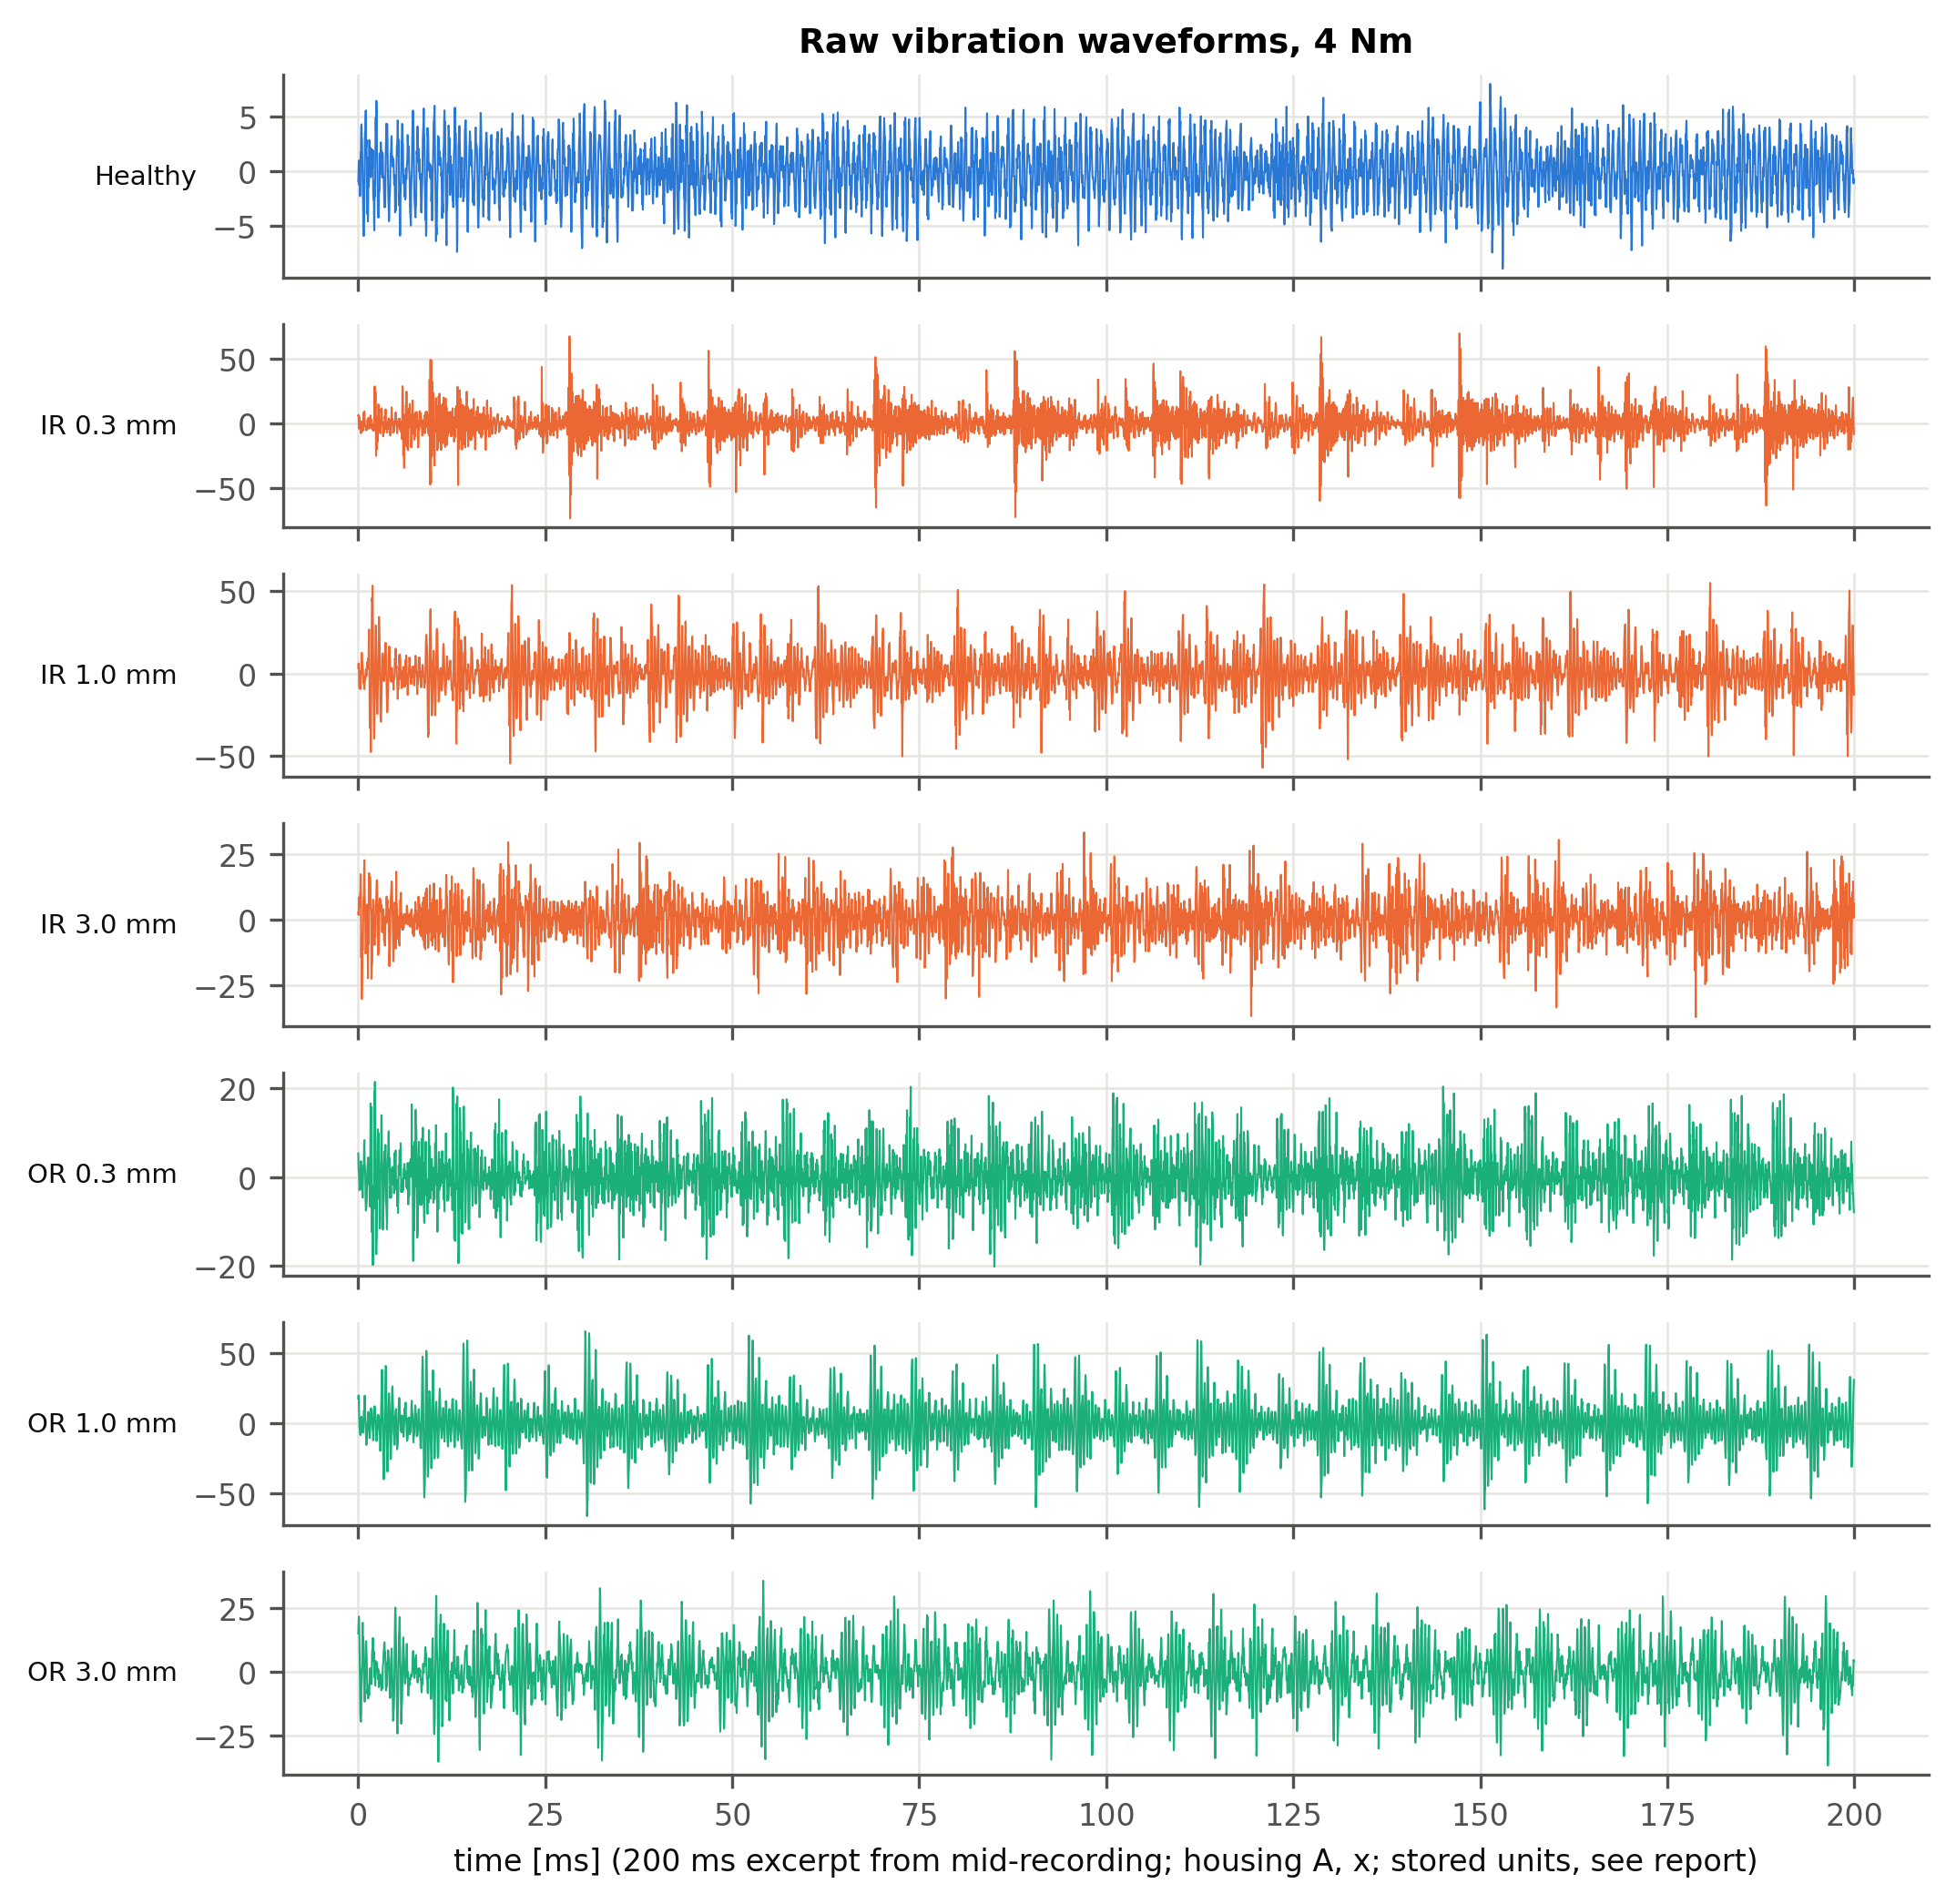 Raw vibration waveforms, 4 Nm
Healthy
5
0
−5
IR 0.3 mm
50
0
−50
IR 1.0 mm
50
0
−50
IR 3.0 mm
25
0
−25
OR 0.3 mm
20
0
−20
OR 1.0 mm
50
0
−50
OR 3.0 mm
25
0
−25
0 25 50 75 100 125 150 175 200
time [ms] (200 ms excerpt from mid-recording; housing A, x; stored units, see report)